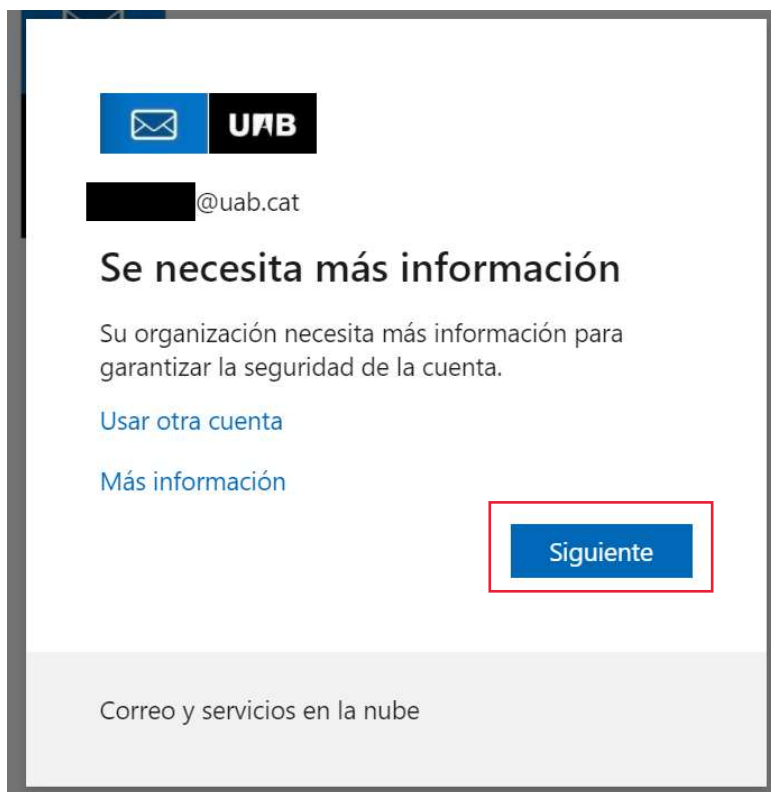 UAB
@uab.cat
Se necesita más información
Su organización necesita más información para
garantizar la seguridad de la cuenta.
Usar otra cuenta
Más información
Siguiente
Correo y servicios en la nube